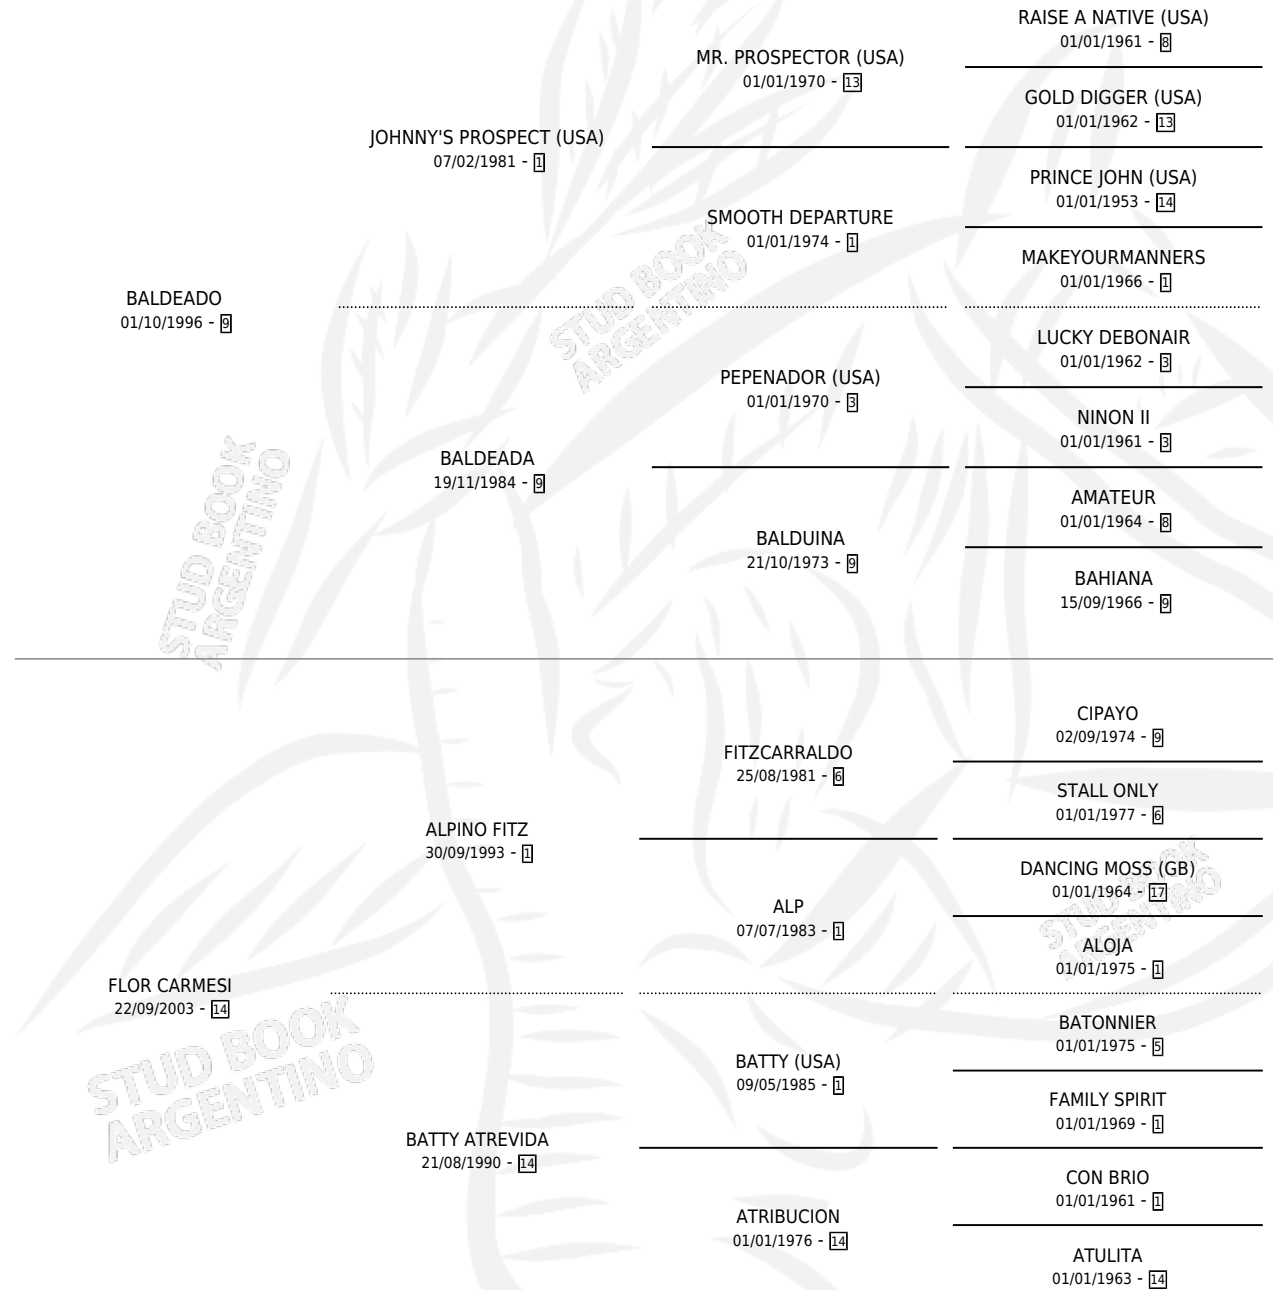 RAISE A NATIVE (USA)
01/01/1961 - 8
MR. PROSPECTOR (USA)
01/01/1970 - 13
GOLD DIGGER (USA)
01/01/1962 - 13
JOHNNY'S PROSPECT (USA)
07/02/1981 - 1
PRINCE JOHN (USA)
01/01/1953 - 14
SMOOTH DEPARTURE
01/01/1974 - 1
MAKEYOURMANNERS
01/01/1966 - 1
BALDEADO
01/10/1996 - 9
STUD BOOK
ARGENTINO
LUCKY DEBONAIR
01/01/1962 - 3
PEPENADOR (USA)
01/01/1970 - 3
NINON II
01/01/1961 - 3
BALDEADA
19/11/1984 - 9
AMATEUR
01/01/1964 - 8
BALDUINA
21/10/1973 - 9
BAHIANA
15/09/1966 - 9
STUD BOOK
ARGENTINO
CIPAYO
02/09/1974 - 9
FITZCARRALDO
25/08/1981 - 6
STALL ONLY
01/01/1977 - 6
ALPINO FITZ
30/09/1993 - 1
DANCING MOSS (GB)
01/01/1964 - 17
ALP
07/07/1983 - 1
STUD BOOK
ARGENTINO
ALOJA
01/01/1975 - 1
FLOR CARMESI
22/09/2003 - 14
STUD BOOK
ARGENTINO
BATONNIER
01/01/1975 - 5
BATTY (USA)
09/05/1985 - 1
FAMILY SPIRIT
01/01/1969 - 1
BATTY ATREVIDA
21/08/1990 - 14
CON BRIO
01/01/1961 - 1
ATRIBUCION
01/01/1976 - 14
ATULITA
01/01/1963 - 14